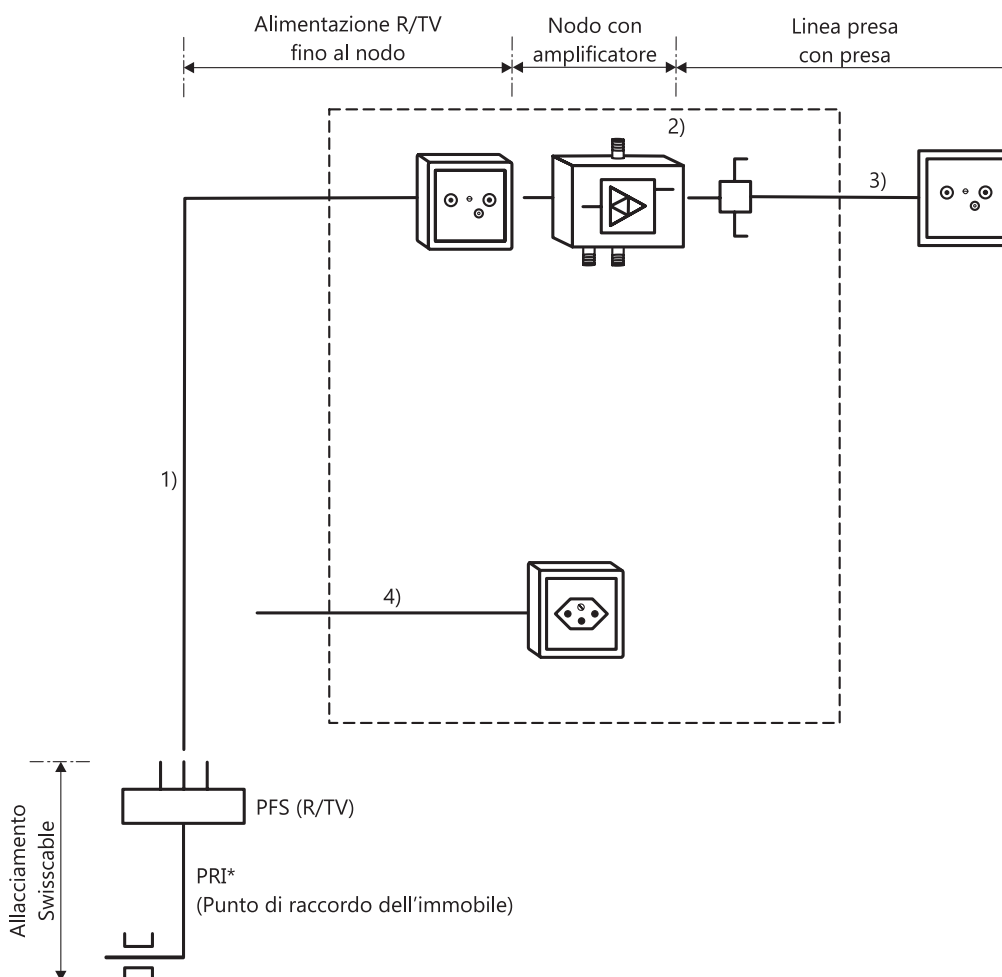 Alimentazione R/TV
fino al nodo
Nodo con
amplificatore
Linea presa
con presa
2)
3)
1)
4)
PFS (R/TV)
PRI*
(Punto di raccordo dell'immobile)
Allacciamento
Swisscable